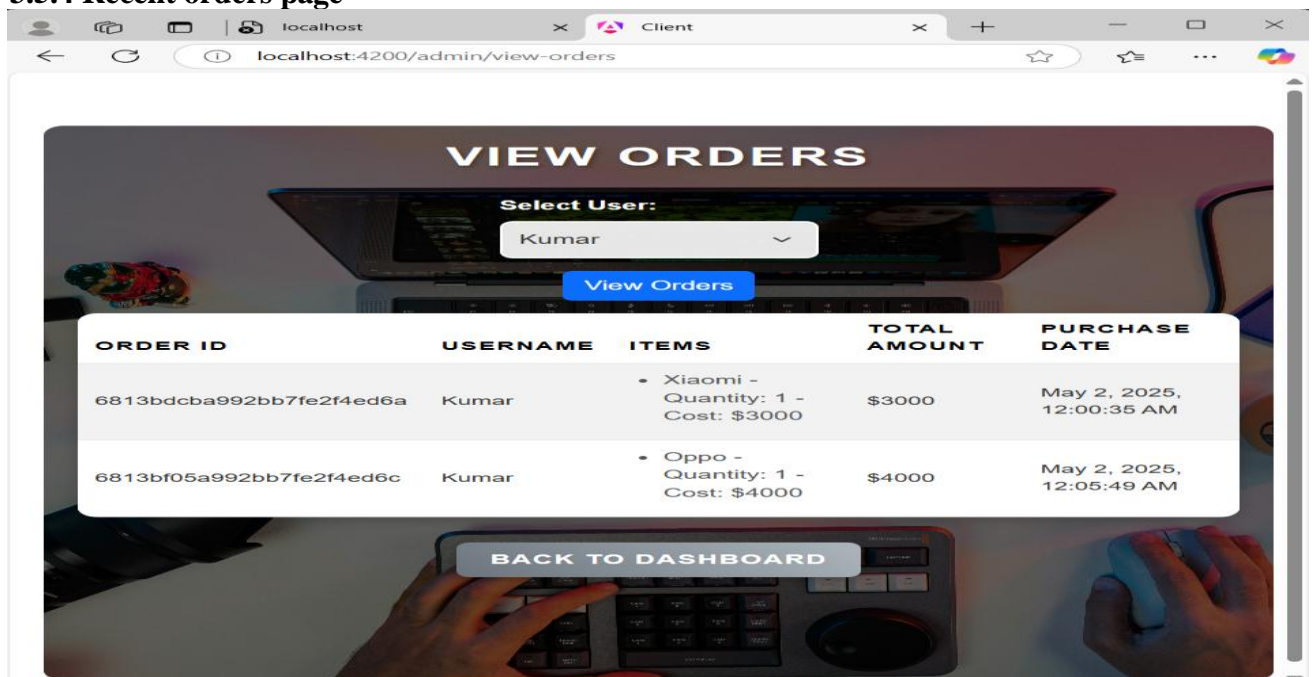 Recent orders page
localhost
Client
localhost:4200/admin/view-orders
VIEW ORDERS
Select User:
Kumar
View Orders
ORDER ID USERNAME ITEMS TOTAL AMOUNT PURCHASE DATE
6813bdcba992bb7fe2f4ed6a Kumar
Xiaomi -
Quantity: 1 -
Cost: $3000
$3000
May 2, 2025,
12:00:35 AM
6813bf05a992bb7fe2f4ed6c Kumar
Oppo -
Quantity: 1 -
Cost: $4000
$4000
May 2, 2025,
12:05:49 AM
BACK TO DASHBOARD